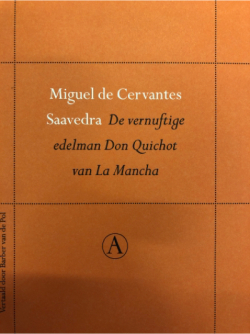 Miguel de Cervantes
Saavedra De vernuftige
edelman Don Quichot
van La Mancha
A
Vertaald door Barber van de Pol